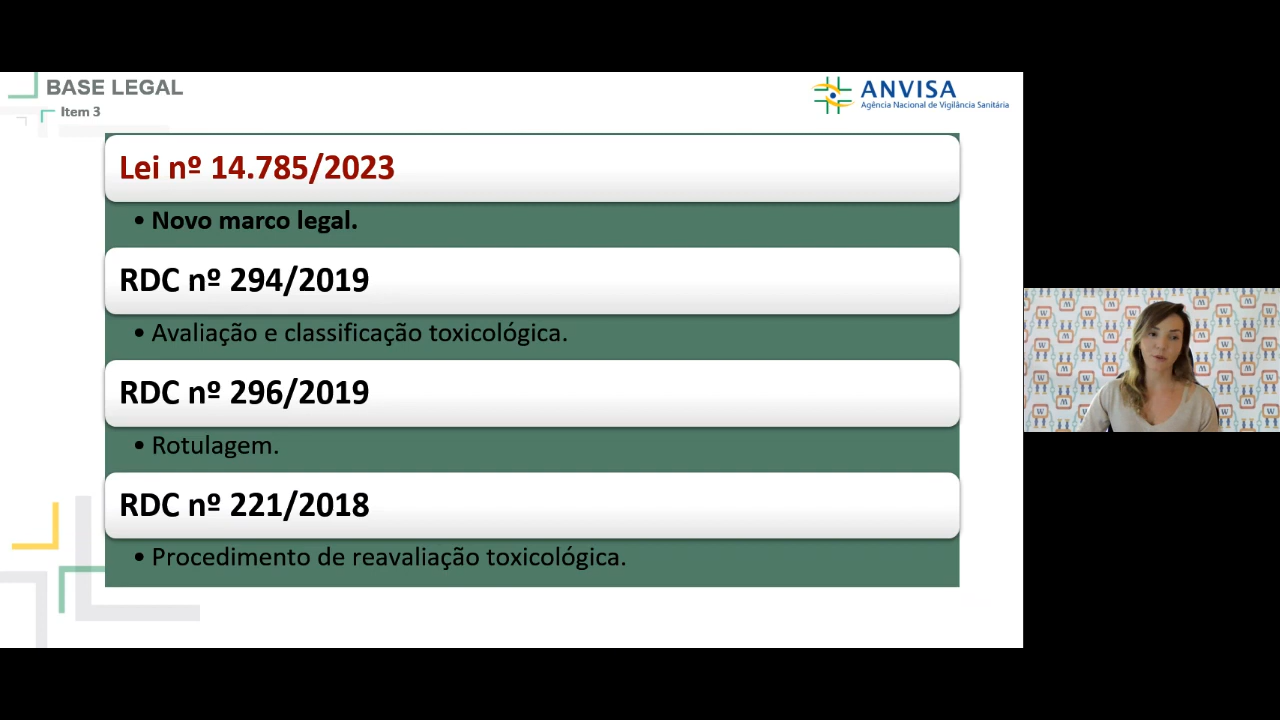 BASE LEGAL
Item 3
ANVISA
Agência Nacional de Vigilância Sanitária
Lei nº 14.785/2023
• Novo marco legal.
RDC nº 294/2019
• Avaliação e classificação toxicológica.
RDC nº 296/2019
• Rotulagem.
RDC nº 221/2018
• Procedimento de reavaliação toxicológica.